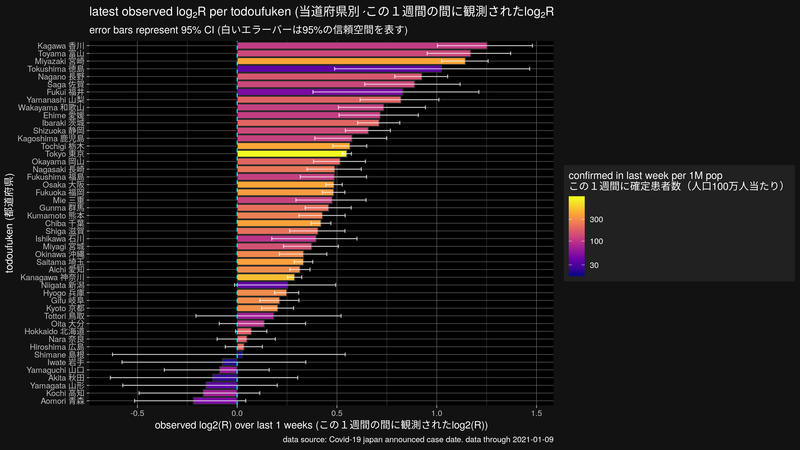 latest observed log₂R per todoufuken (当道府県別 この１週間の間に観測されたlog₂R
error bars represent 95% CI (白いエラーバーは95%の信頼空間を表す)
todoufuken (都道府県)
Kagawa 香川
Toyama 富山
Miyazaki 宮崎
Tokushima 徳島
Nagano 長野
Saga 佐賀
Fukui 福井
Yamanashi 山梨
Wakayama 和歌山
Ehime 愛媛
Ibaraki 茨城
Shizuoka 静岡
Kagoshima 鹿児島
Tochigi 栃木
Tokyo 東京
Okayama 岡山
Nagasaki 長崎
Fukushima 福島
Osaka 大阪
Fukuoka 福岡
Mie 三重
Gunma 群馬
Kumamoto 熊本
Chiba 千葉
Shiga 滋賀
Ishikawa 石川
Miyagi 宮城
Okinawa 沖縄
Saitama 埼玉
Aichi 愛知
Kanagawa 神奈川
Niigata 新潟
Hyogo 兵庫
Gifu 岐阜
Kyoto 京都
Tottori 鳥取
Oita 大分
Hokkaido 北海道
Nara 奈良
Hiroshima 広島
Shimane 島根
Iwate 岩手
Yamaguchi 山口
Akita 秋田
Yamagata 山形
Kochi 高知
Aomori 青森
-0.5 0.0 0.5 1.0 1.5
observed log2(R) over last 1 weeks (この１週間の間に観測されたlog2(R))
data source: Covid-19 japan announced case date. data through 2021-01-09
confirmed in last week per 1M pop
この１週間に確定患者数（人口100万人当たり）
300
100
30